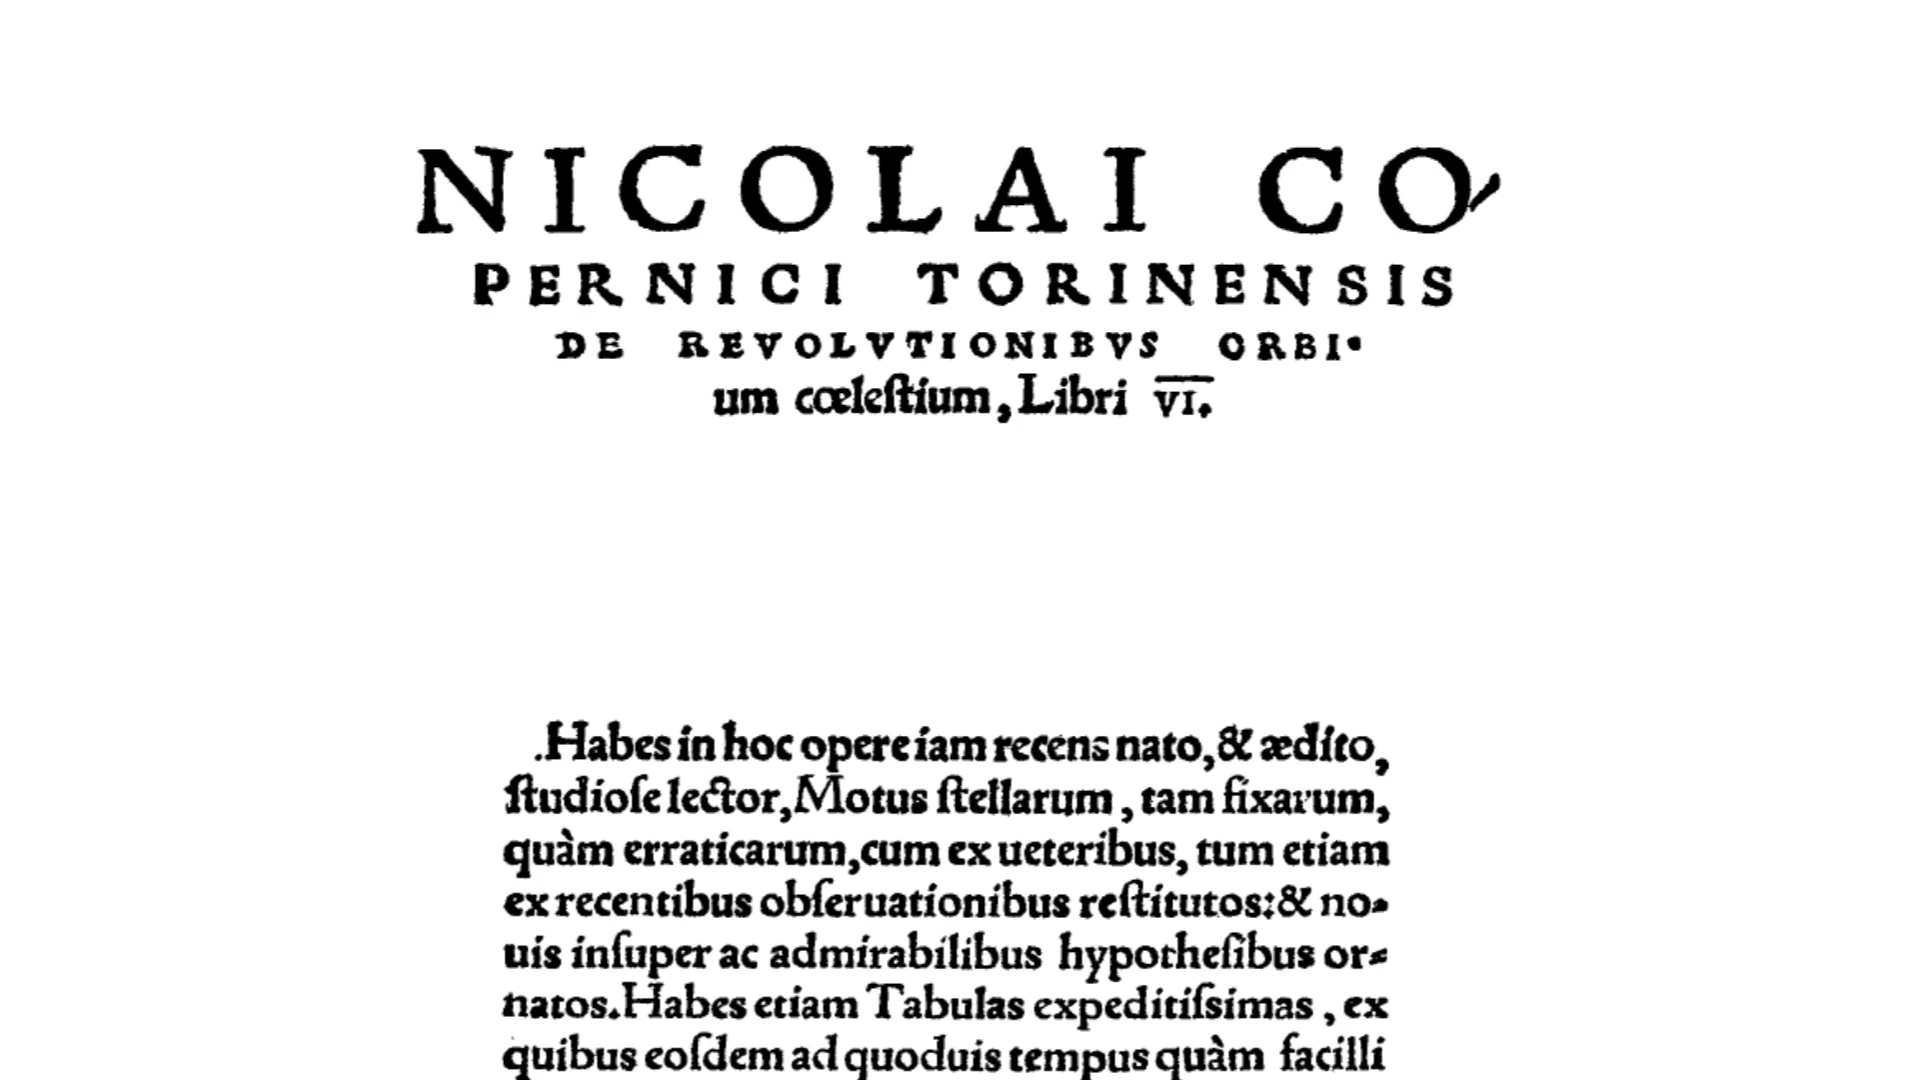 NICOLAI CO-
PERNICI TORINENSIS
DE REVOLVTIONIBVS ORBI-
um cœleſtium, Libri VI.
Habes in hoc opere iam recens nato, & ædito,
ſtudioſe lector, Motus ſtellarum, tam fixarum,
quàm erraticarum, cum ex ueteribus, tum etiam
ex recentibus obſeruationibus reſtitutos: & no-
uis inſuper ac admirabilibus hypotheſibus or-
natos. Habes etiam Tabulas expeditiſsimas, ex
quibus eoſdem ad quoduis tempus quàm facilli